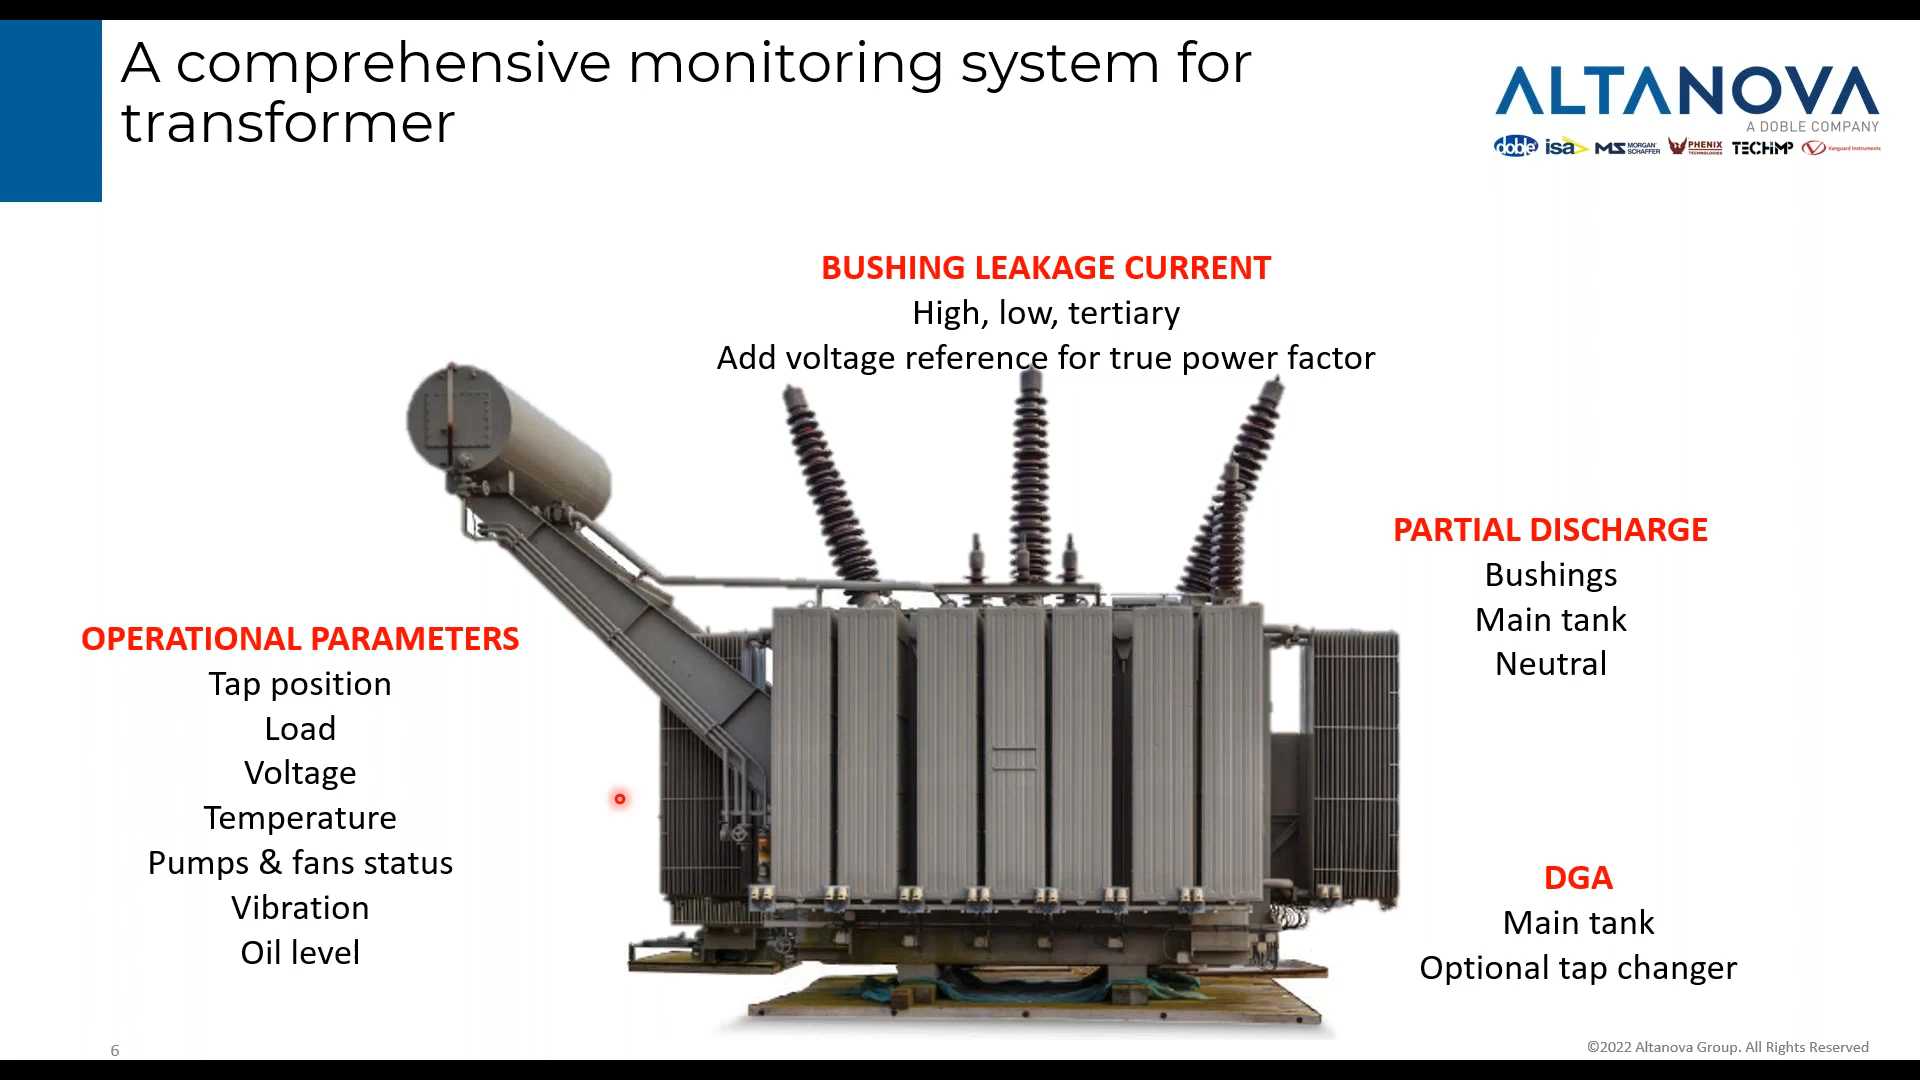 A comprehensive monitoring system for
transformer
ALTANOVA
A DOBLE COMPANY
doble isa MS MORGAN SCHAFFER PHENIX TECHNOLOGIES TECHIMP Vanguard Instruments
BUSHING LEAKAGE CURRENT
High, low, tertiary
Add voltage reference for true power factor
PARTIAL DISCHARGE
Bushings
Main tank
Neutral
OPERATIONAL PARAMETERS
Tap position
Load
Voltage
Temperature
Pumps & fans status
Vibration
Oil level
DGA
Main tank
Optional tap changer
6
©2022 Altanova Group. All Rights Reserved